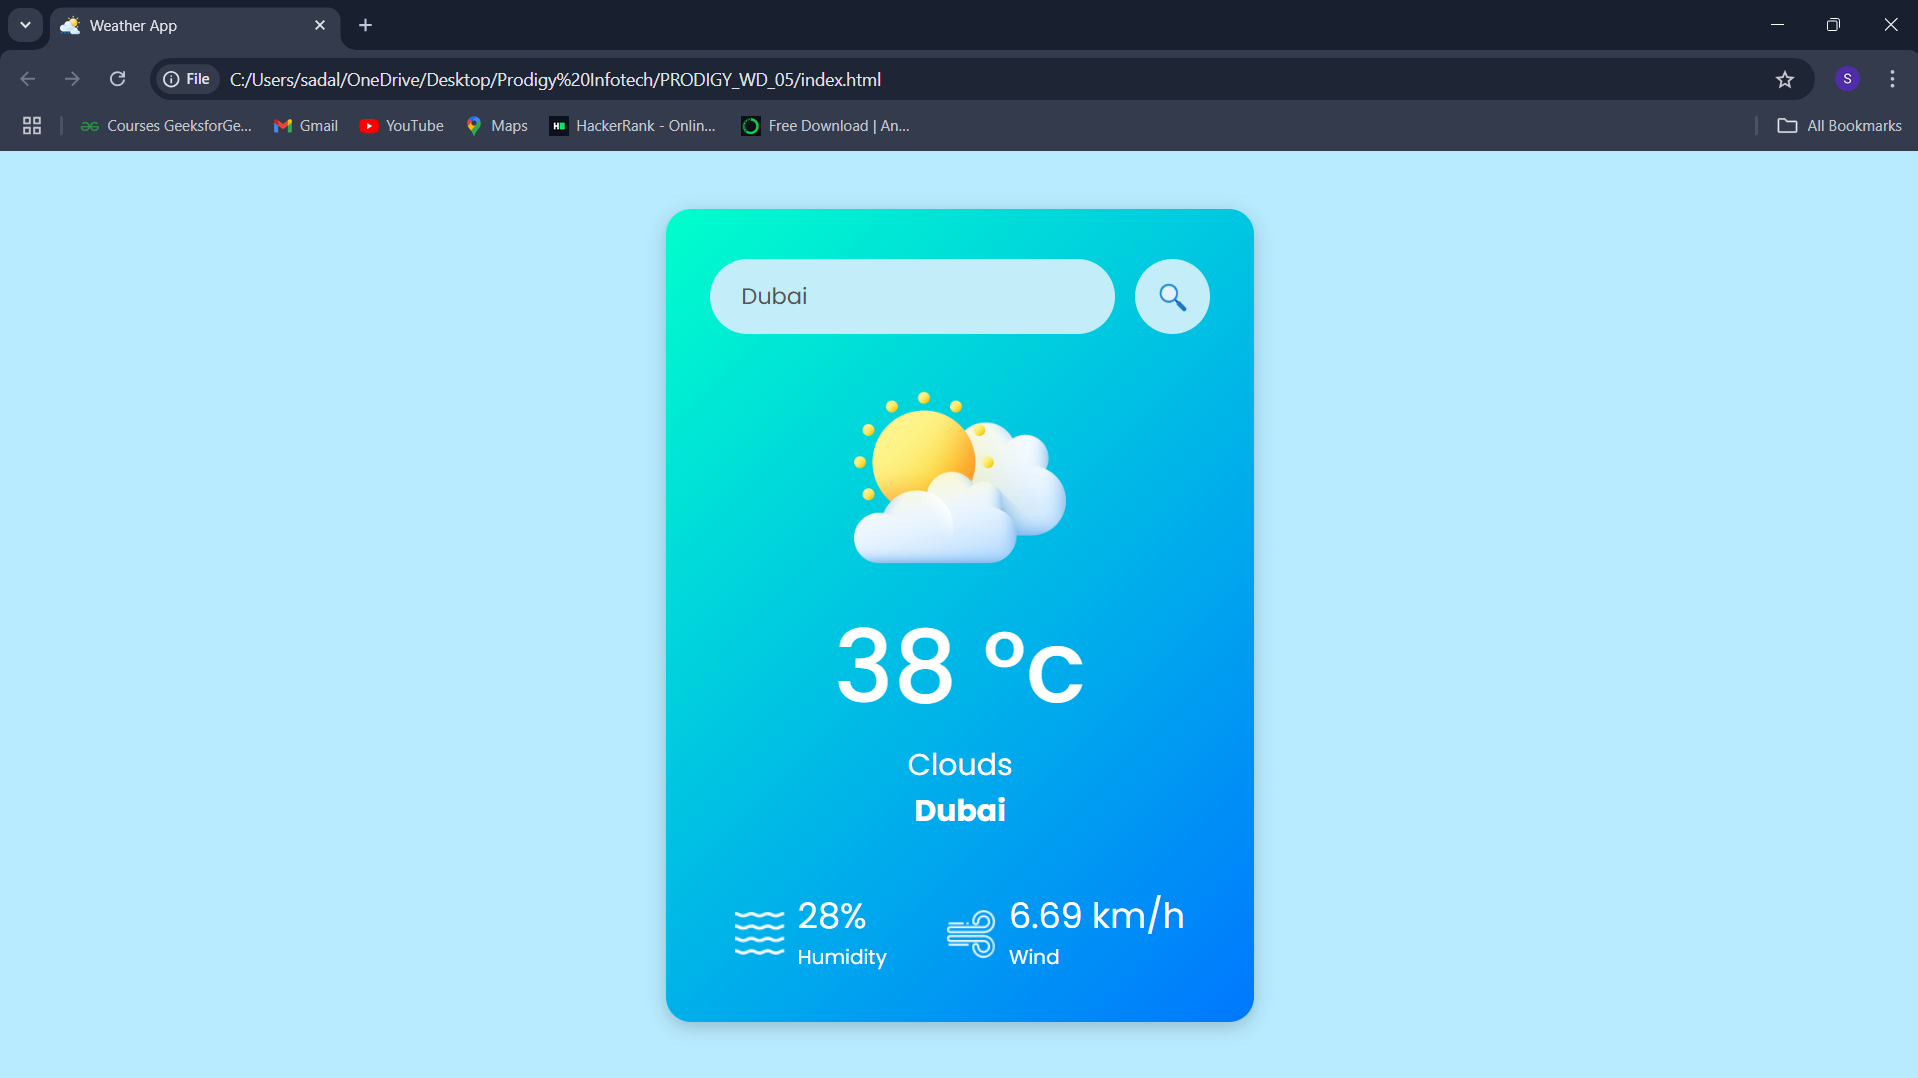 Weather App
File C:/Users/sadal/OneDrive/Desktop/Prodigy%20Infotech/PRODIGY_WD_05/index.html S
Courses GeeksforGe... Gmail YouTube HackerRank - Onlin... Maps Free Download | An... All Bookmarks
Dubai
38 °c
Clouds
Dubai
28% 6.69 km/h
Humidity Wind